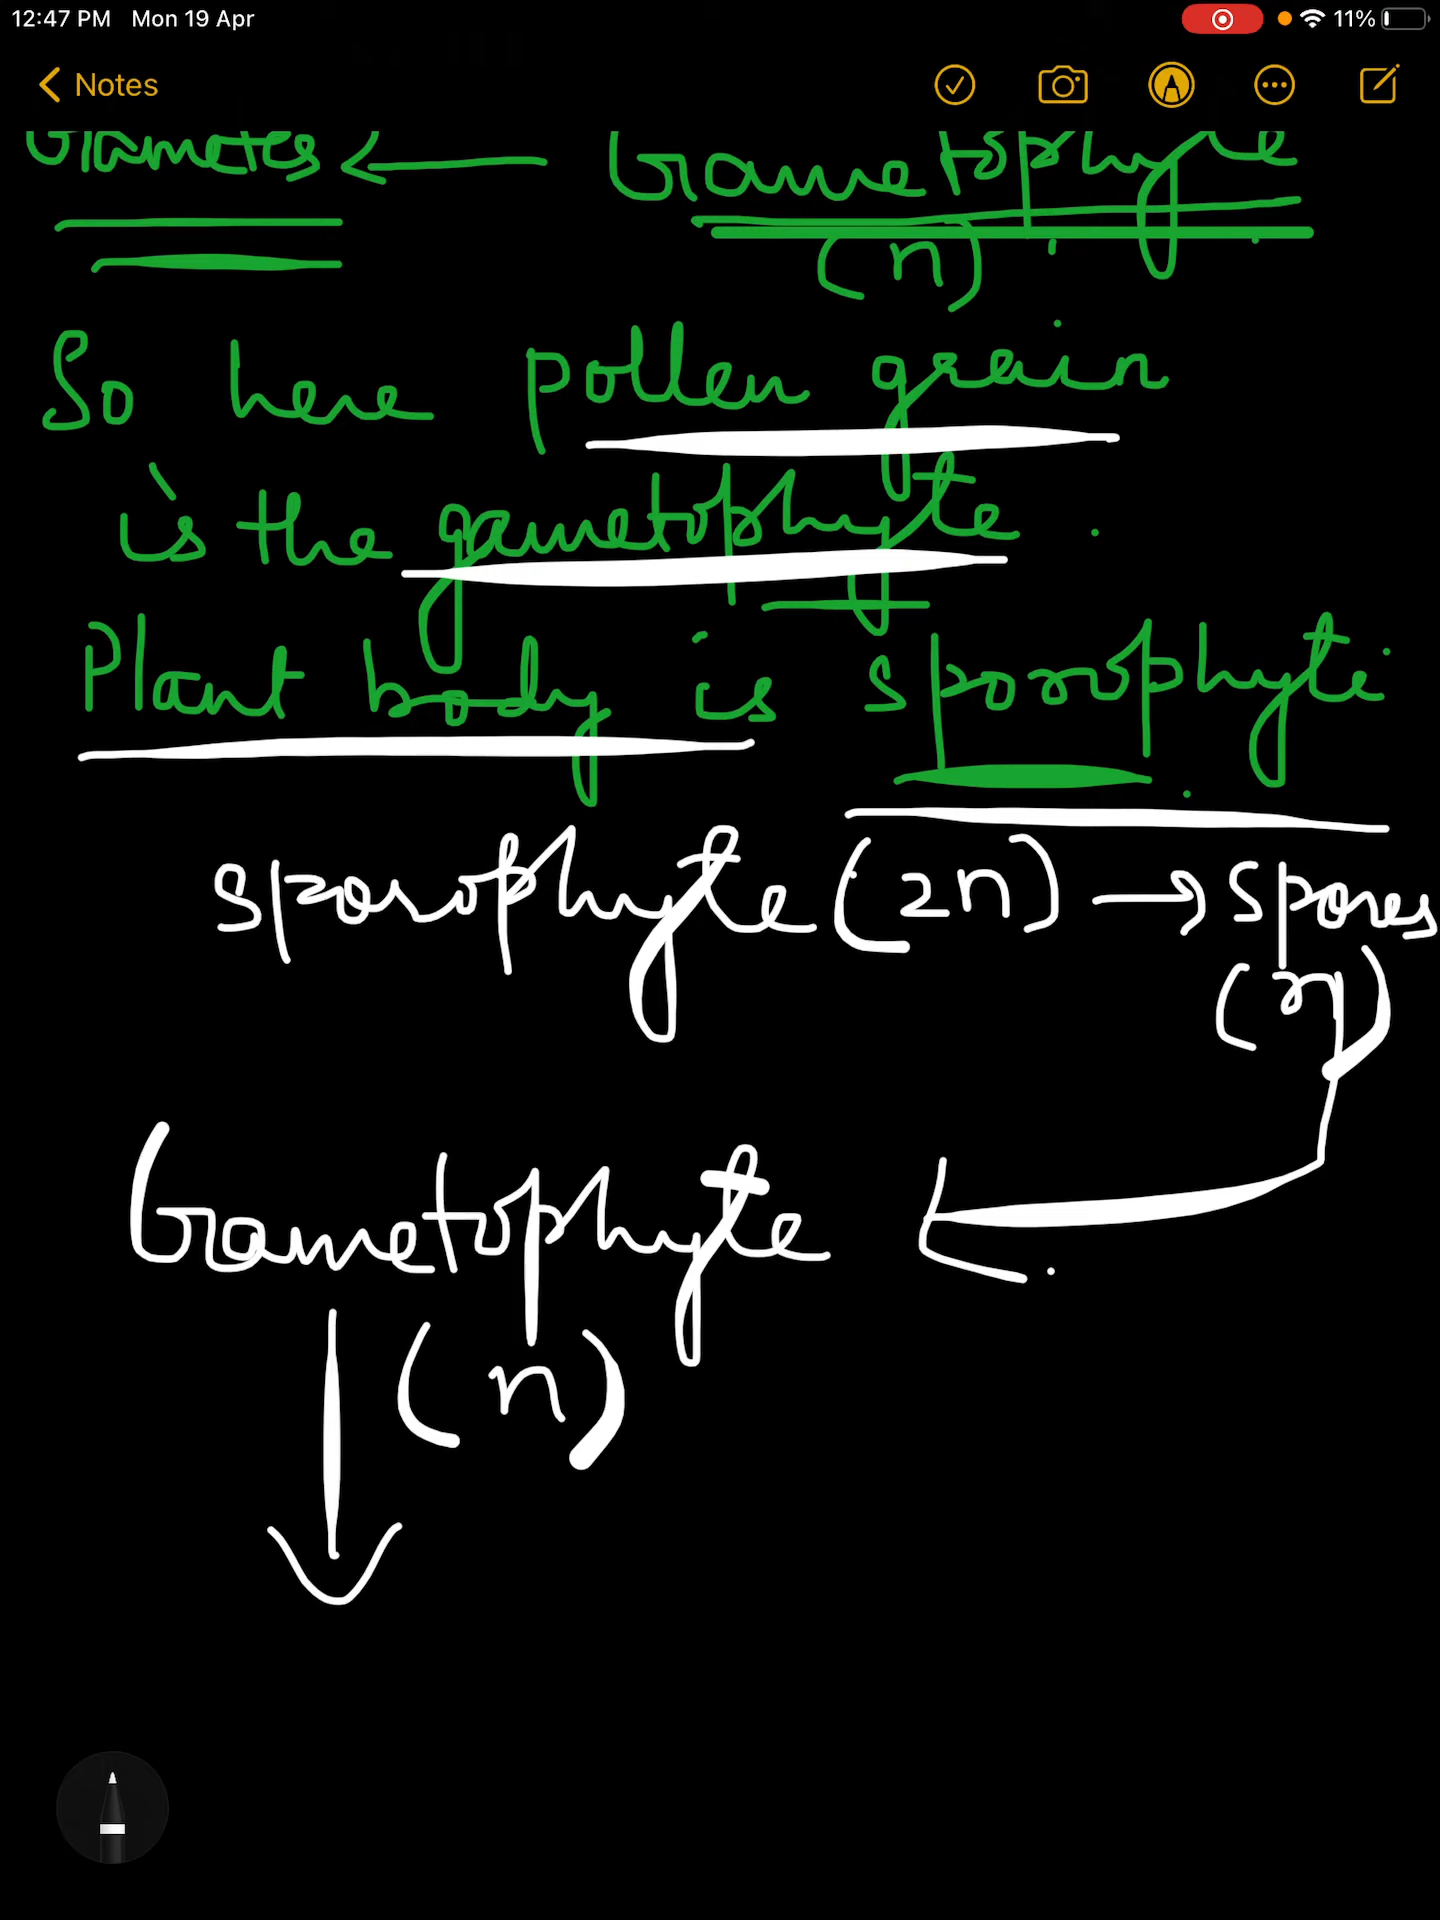 12:47 PM Mon 19 Apr 11%
Notes
Gametes ← Gametophyte
(n)
So here pollen grain
is the gametophyte.
Plant body is sporophyte
sporophyte (2n) → spores
(n)
Gametophyte
(n)